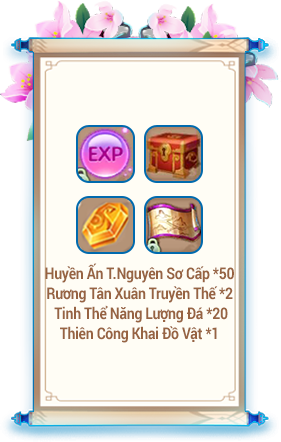 EXP
Huyền Ấn T.Nguyên Sơ Cấp *50
Rương Tân Xuân Truyền Thế *2
Tinh Thể Năng Lượng Đá *20
Thiên Công Khai Đồ Vật *1